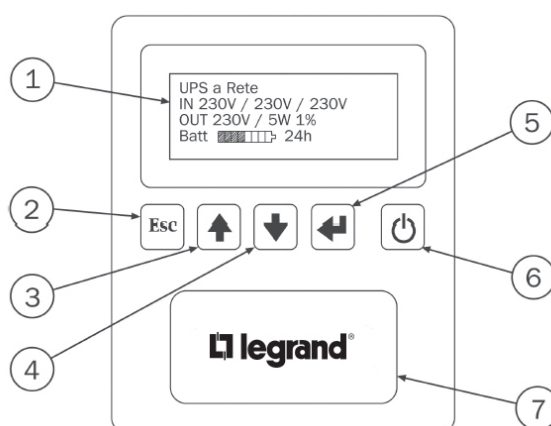 1
UPS a Rete
IN 230V / 230V / 230V
OUT 230V / 5W 1%
Batt 24h
5
2
Esc
6
3
4
legrand®
7